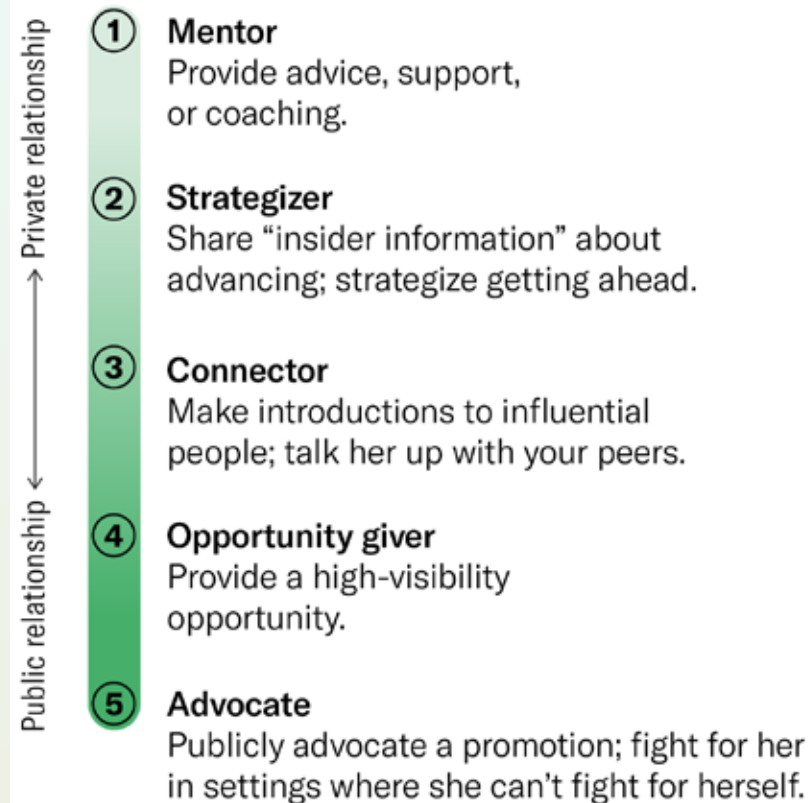 Private relationship
Public relationship
1
Mentor
Provide advice, support,
or coaching.
2
Strategizer
Share “insider information” about
advancing; strategize getting ahead.
3
Connector
Make introductions to influential
people; talk her up with your peers.
4
Opportunity giver
Provide a high-visibility
opportunity.
5
Advocate
Publicly advocate a promotion; fight for her
in settings where she can’t fight for herself.